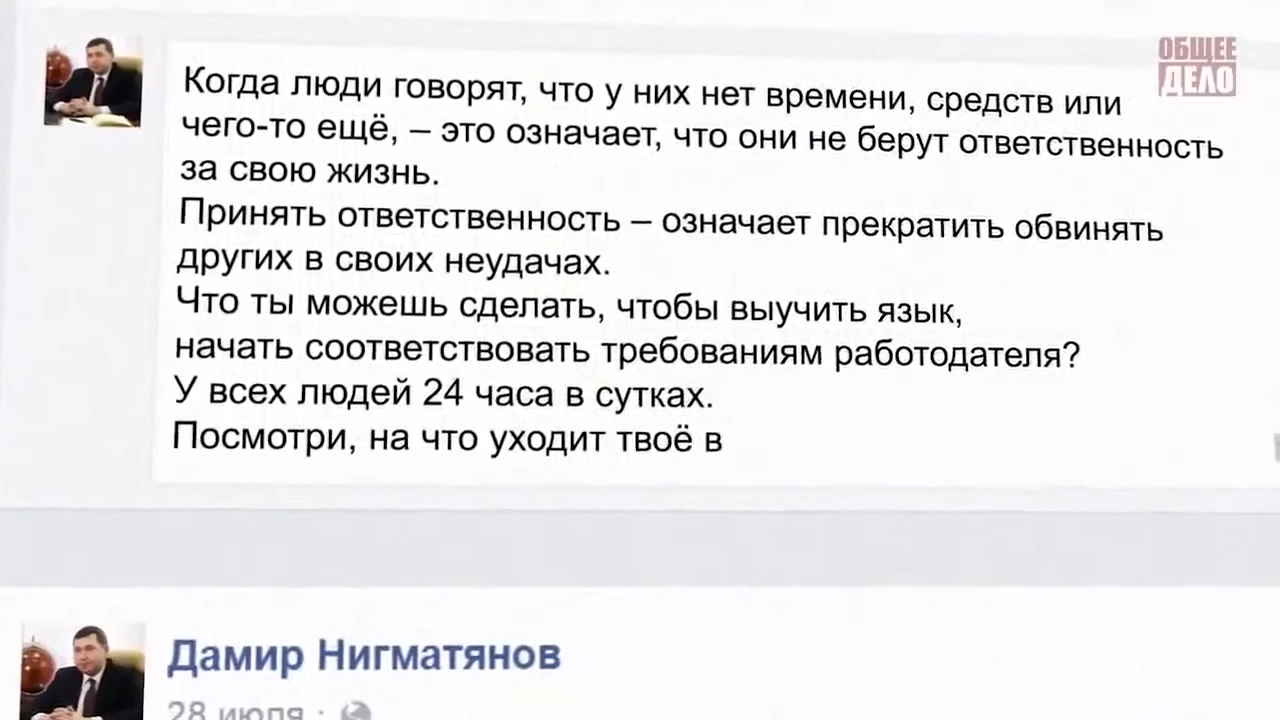 ОБЩЕЕ
ДЕЛО
Когда люди говорят, что у них нет времени, средств или
чего-то ещё, – это означает, что они не берут ответственность
за свою жизнь.
Принять ответственность – означает прекратить обвинять
других в своих неудачах.
Что ты можешь сделать, чтобы выучить язык,
начать соответствовать требованиям работодателя?
У всех людей 24 часа в сутках.
Посмотри, на что уходит твоё в
Дамир Нигматянов
28 июля ·